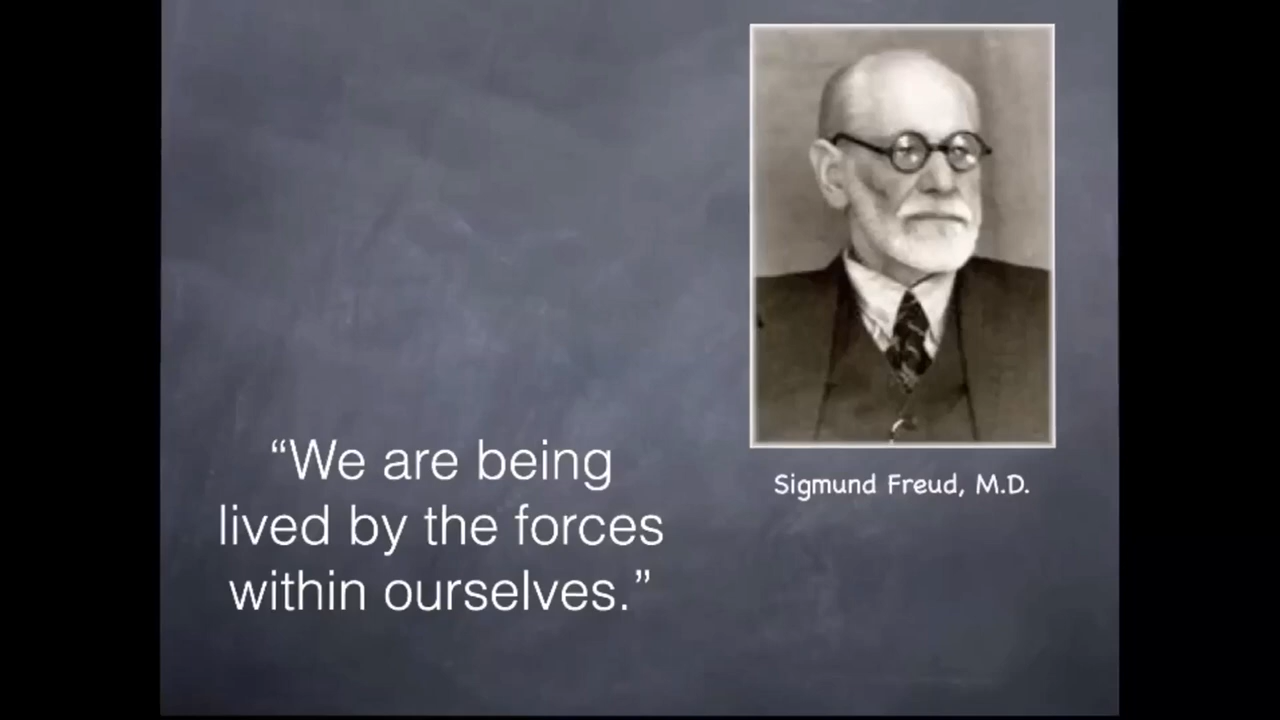 “We are being
lived by the forces
within ourselves.”
Sigmund Freud, M.D.